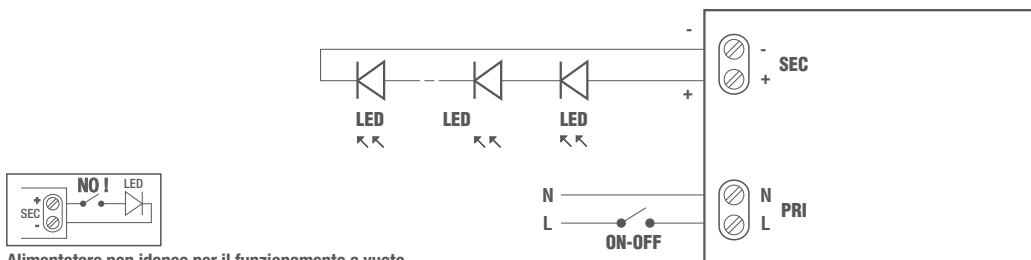 -
-
SEC
+
+
LED
LED
LED
NO !
LED
+
SEC
-
N
N
PRI
L
L
ON-OFF
Alimentatore non idoneo per il funzionamento a vuoto